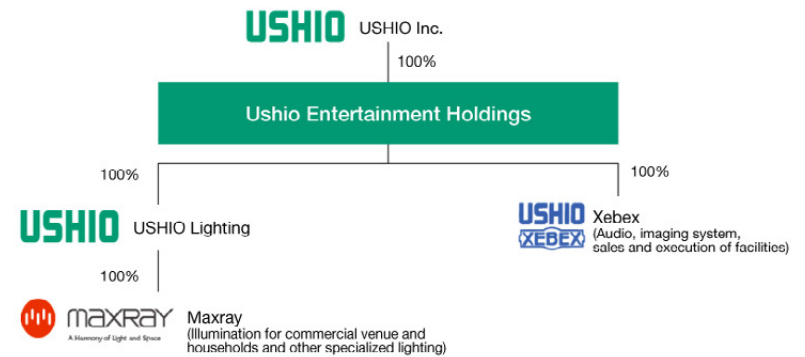 USHIO USHIO Inc.
100%
Ushio Entertainment Holdings
100%
100%
USHIO USHIO Lighting
USHIO
XEBEX
Xebex
(Audio, imaging system,
sales and execution of facilities)
100%
maxray
A Harmony of Light and Space
Maxray
(Illumination for commercial venue and
households and other specialized lighting)